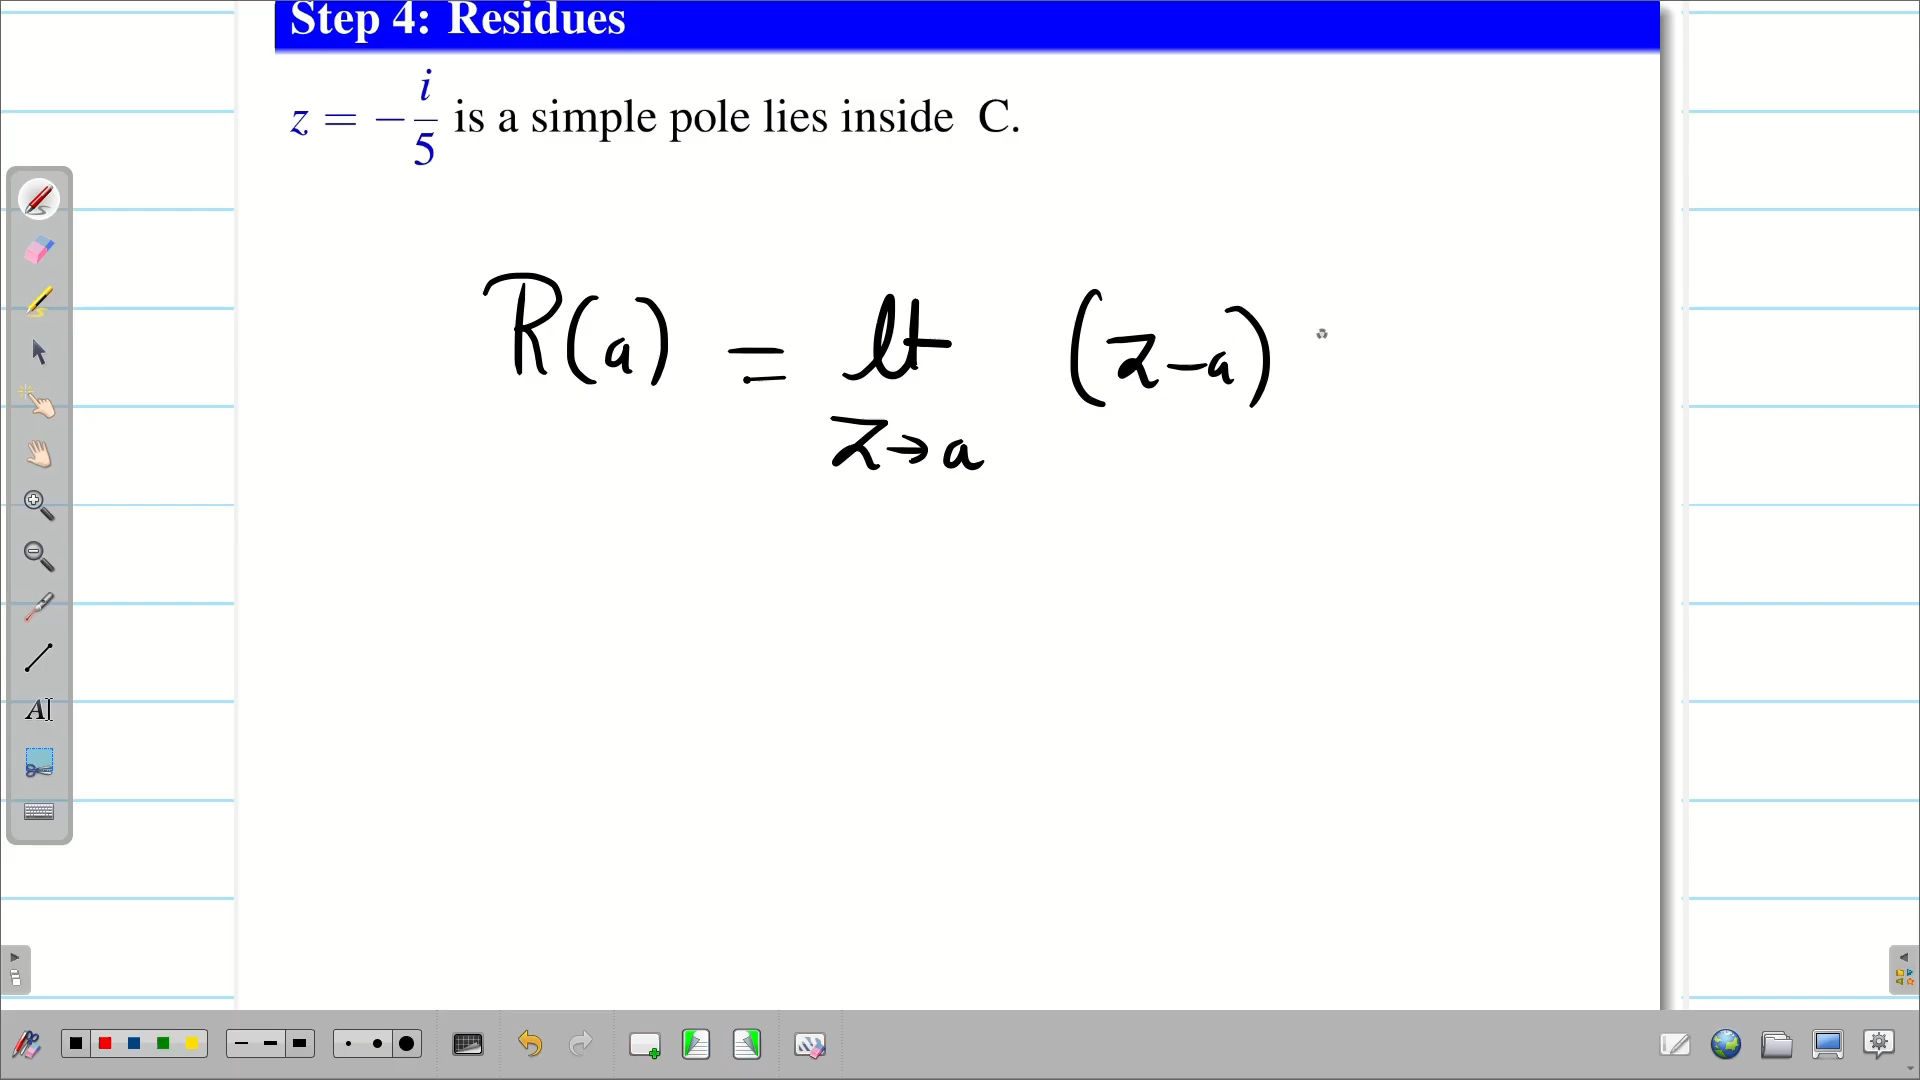 Step 4: Residues
z = -i/5 is a simple pole lies inside C.
R(a) = lt (z-a)
z→a